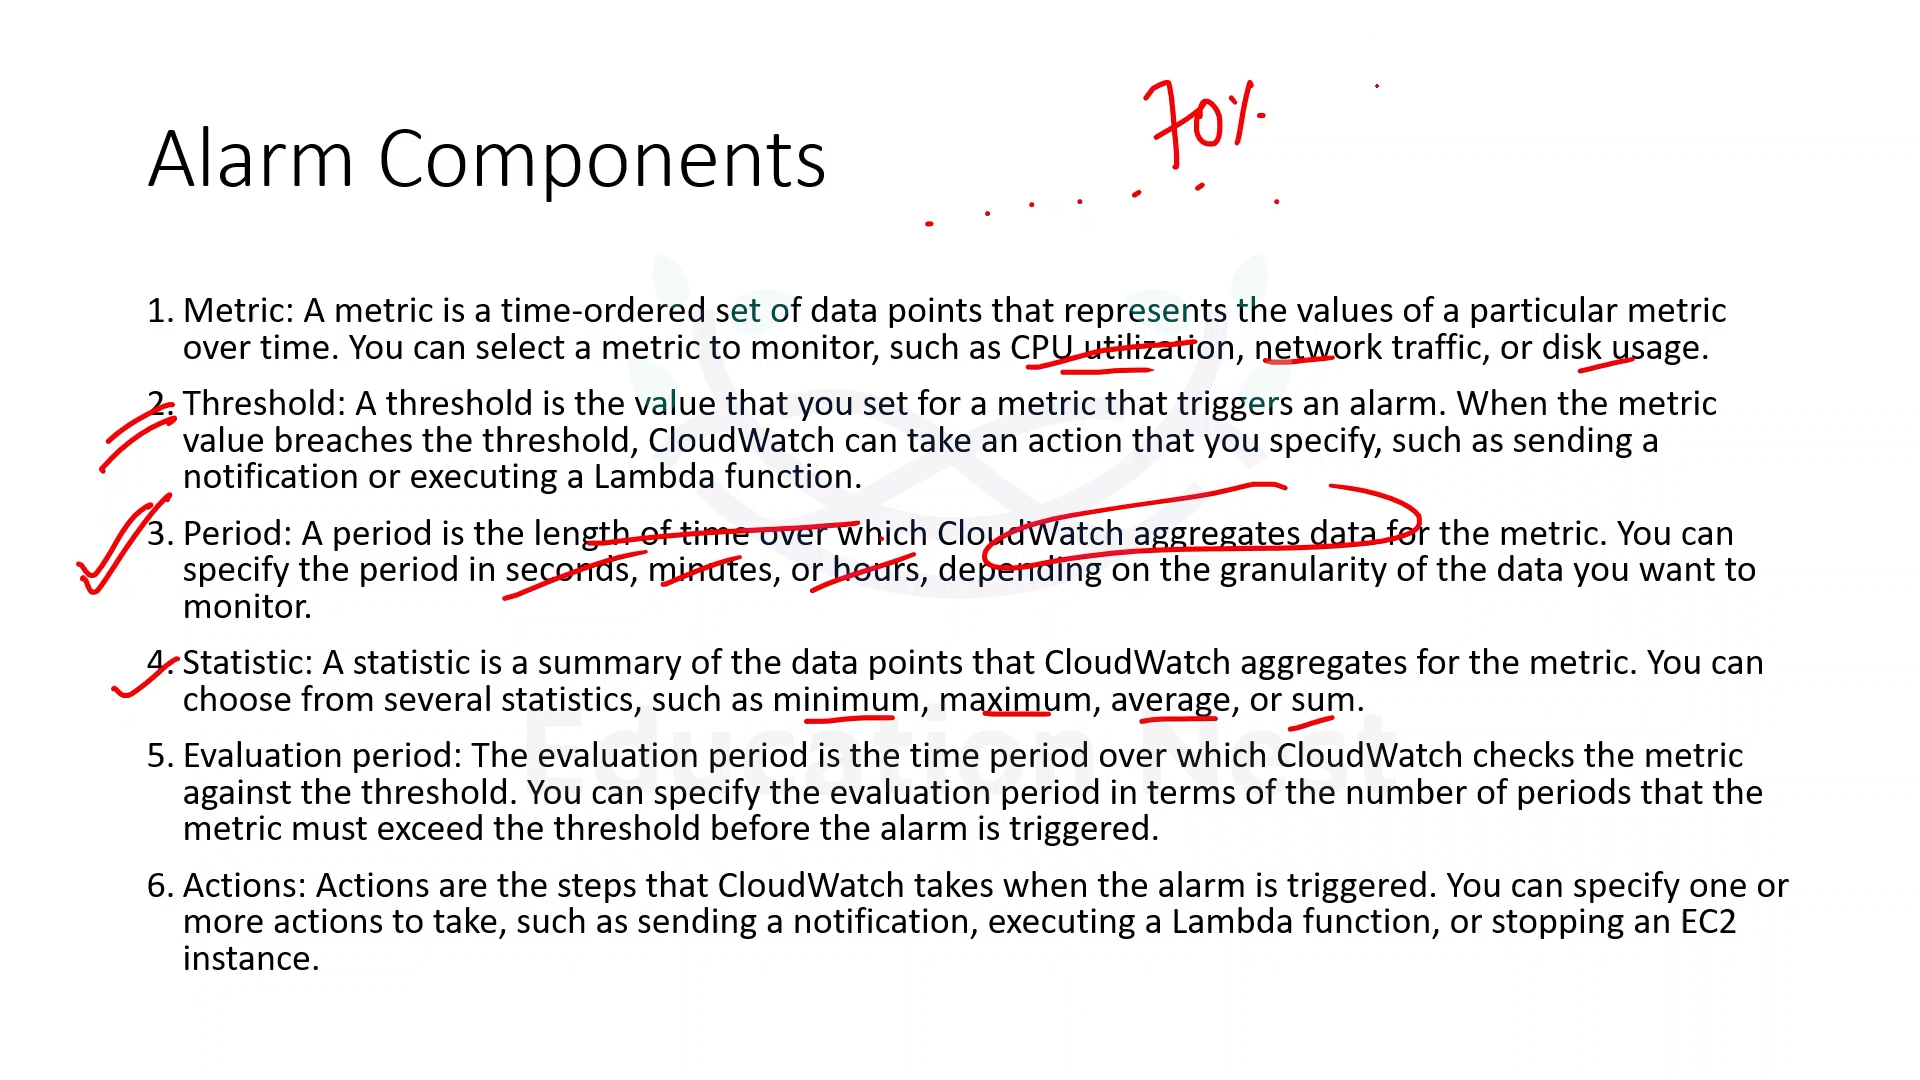 70%
Alarm Components
1. Metric: A metric is a time-ordered set of data points that represents the values of a particular metric
over time. You can select a metric to monitor, such as CPU utilization, network traffic, or disk usage.
2. Threshold: A threshold is the value that you set for a metric that triggers an alarm. When the metric
value breaches the threshold, CloudWatch can take an action that you specify, such as sending a
notification or executing a Lambda function.
3. Period: A period is the length of time over which CloudWatch aggregates data for the metric. You can
specify the period in seconds, minutes, or hours, depending on the granularity of the data you want to
monitor.
4. Statistic: A statistic is a summary of the data points that CloudWatch aggregates for the metric. You can
choose from several statistics, such as minimum, maximum, average, or sum.
Education Nest
5. Evaluation period: The evaluation period is the time period over which CloudWatch checks the metric
against the threshold. You can specify the evaluation period in terms of the number of periods that the
metric must exceed the threshold before the alarm is triggered.
6. Actions: Actions are the steps that CloudWatch takes when the alarm is triggered. You can specify one or
more actions to take, such as sending a notification, executing a Lambda function, or stopping an EC2
instance.